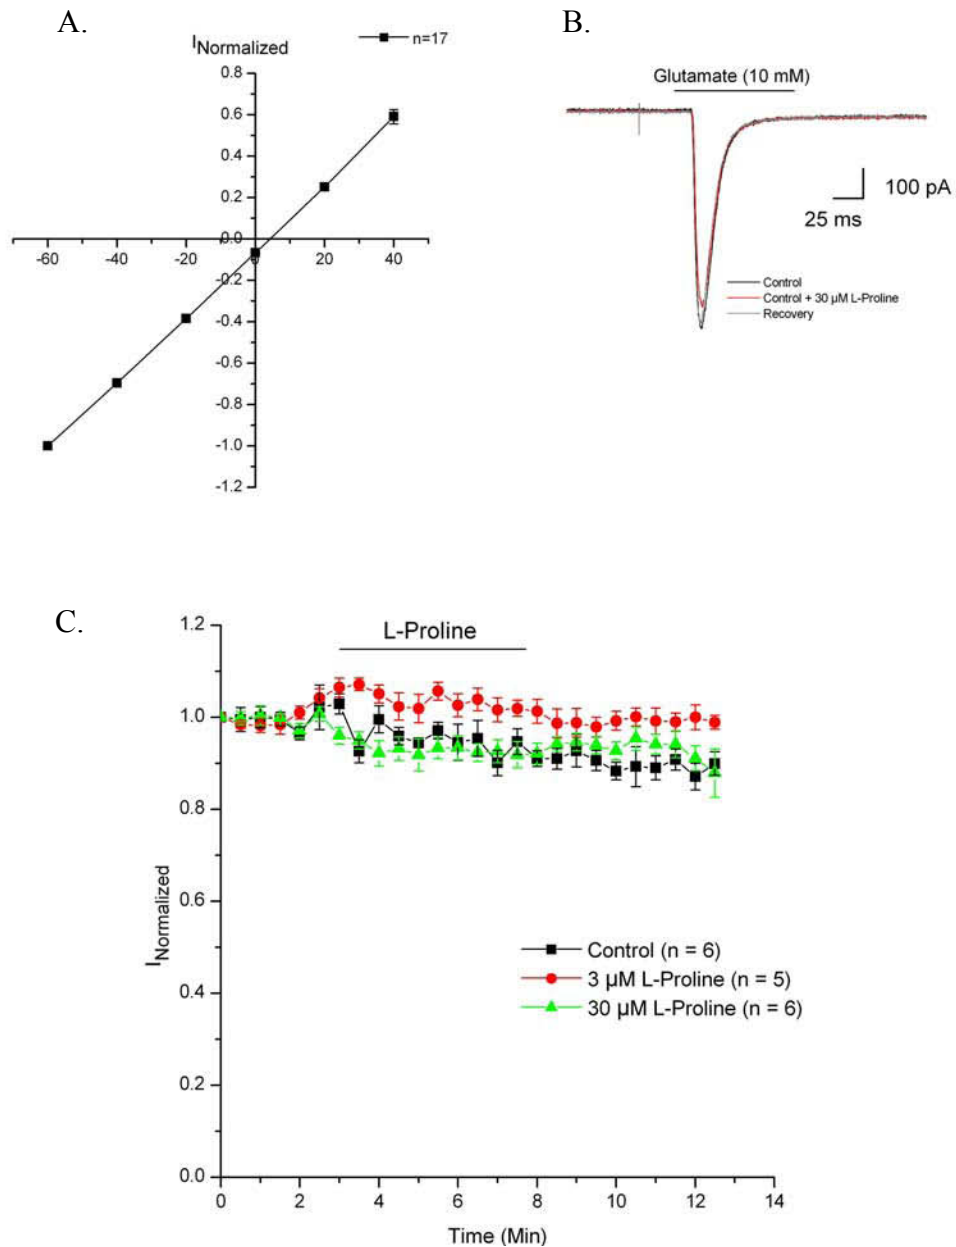 A.
I_Normalized
n=17
0.8
0.6
0.4
0.2
0.0
-60 -40 -20 0 20 40
-0.2
-0.4
-0.6
-0.8
-1.0
-1.2
B.
Glutamate (10 mM)
100 pA
25 ms
Control
Control + 30 µM L-Proline
Recovery
C.
L-Proline
1.2
1.0
0.8
0.6
0.4
0.2
0.0
I_Normalized
Control (n = 6)
3 µM L-Proline (n = 5)
30 µM L-Proline (n = 6)
0 2 4 6 8 10 12 14
Time (Min)